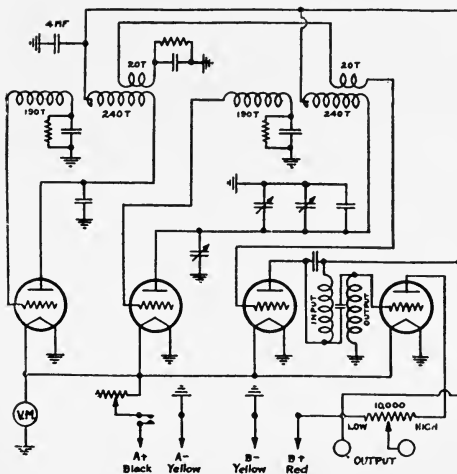 4 MF
20T
20T
190T
240T
190T
240T
INPUT
OUTPUT
V.M.
10,000
LOW
HIGH
A+
Black
A-
Yellow
B-
Yellow
B+
Red
OUTPUT